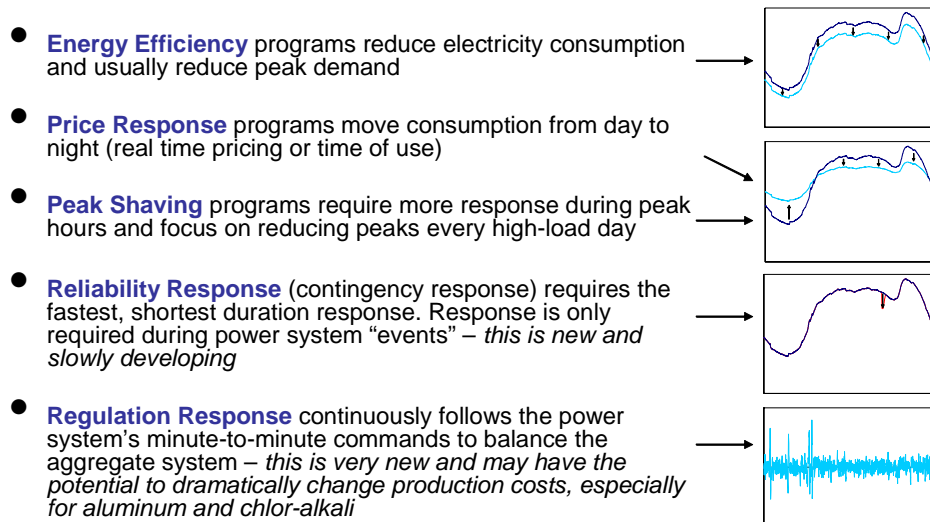 • Energy Efficiency programs reduce electricity consumption
and usually reduce peak demand
• Price Response programs move consumption from day to
night (real time pricing or time of use)
• Peak Shaving programs require more response during peak
hours and focus on reducing peaks every high-load day
• Reliability Response (contingency response) requires the
fastest, shortest duration response. Response is only
required during power system “events” – this is new and
slowly developing
• Regulation Response continuously follows the power
system’s minute-to-minute commands to balance the
aggregate system – this is very new and may have the
potential to dramatically change production costs, especially
for aluminum and chlor-alkali